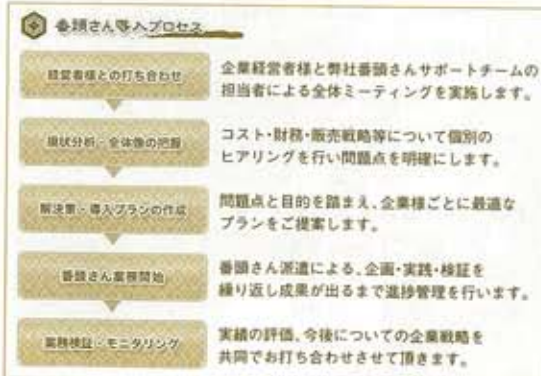 番頭さん導入プロセス
経営者様との打ち合わせ
企業経営者様と弊社番頭さんサポートチームの
担当者による全体ミーティングを実施します。
現状分析・全体像の把握
コスト・財務・販売戦略等について個別の
ヒアリングを行い問題点を明確にします。
解決策・導入プランの作成
問題点と目的を踏まえ、企業様ごとに最適な
プランをご提案します。
番頭さん業務開始
番頭さん派遣による、企画・実践・検証を
繰り返し成果が出るまで進捗管理を行います。
業務検証・モニタリング
実績の評価、今後についての企業戦略を
共同でお打ち合わせさせて頂きます。